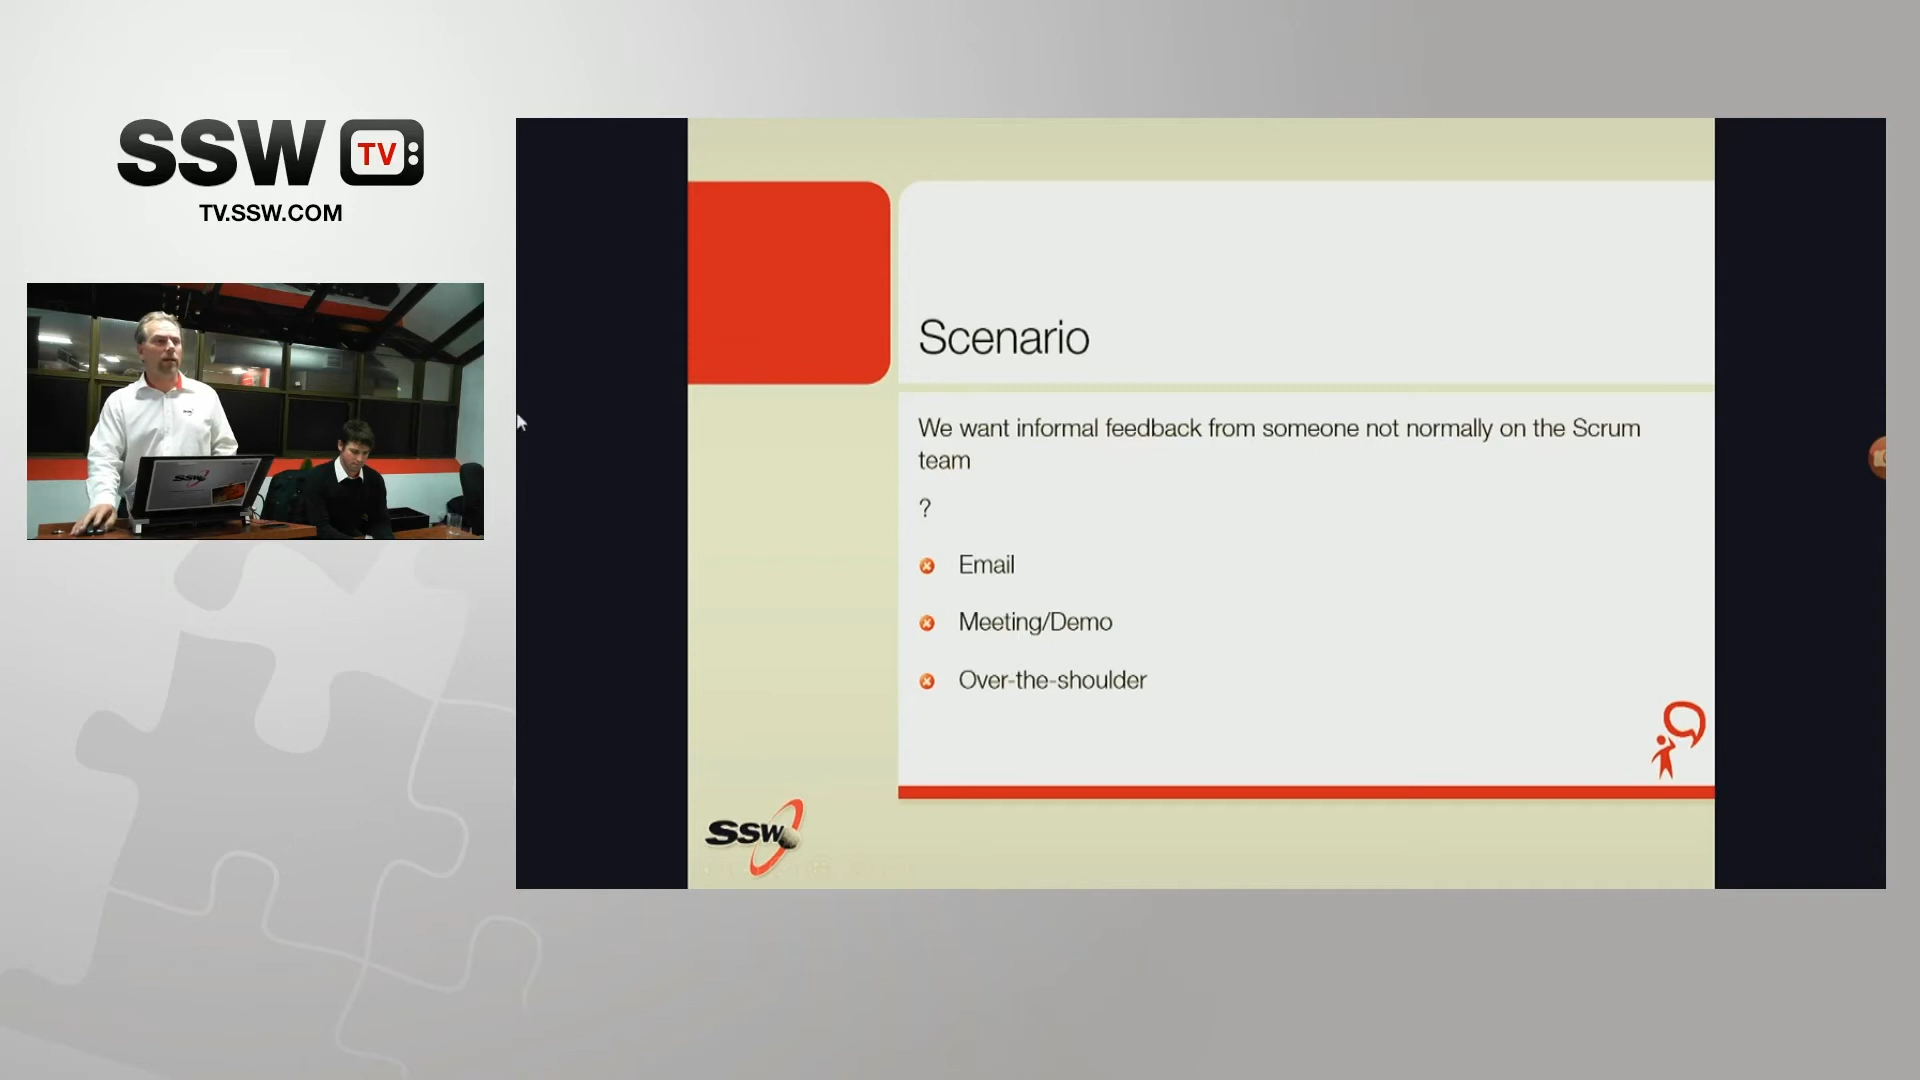 SSW TV
TV.SSW.COM
SSW
Scenario
We want informal feedback from someone not normally on the Scrum
team
?
Email
Meeting/Demo
Over-the-shoulder
SSW